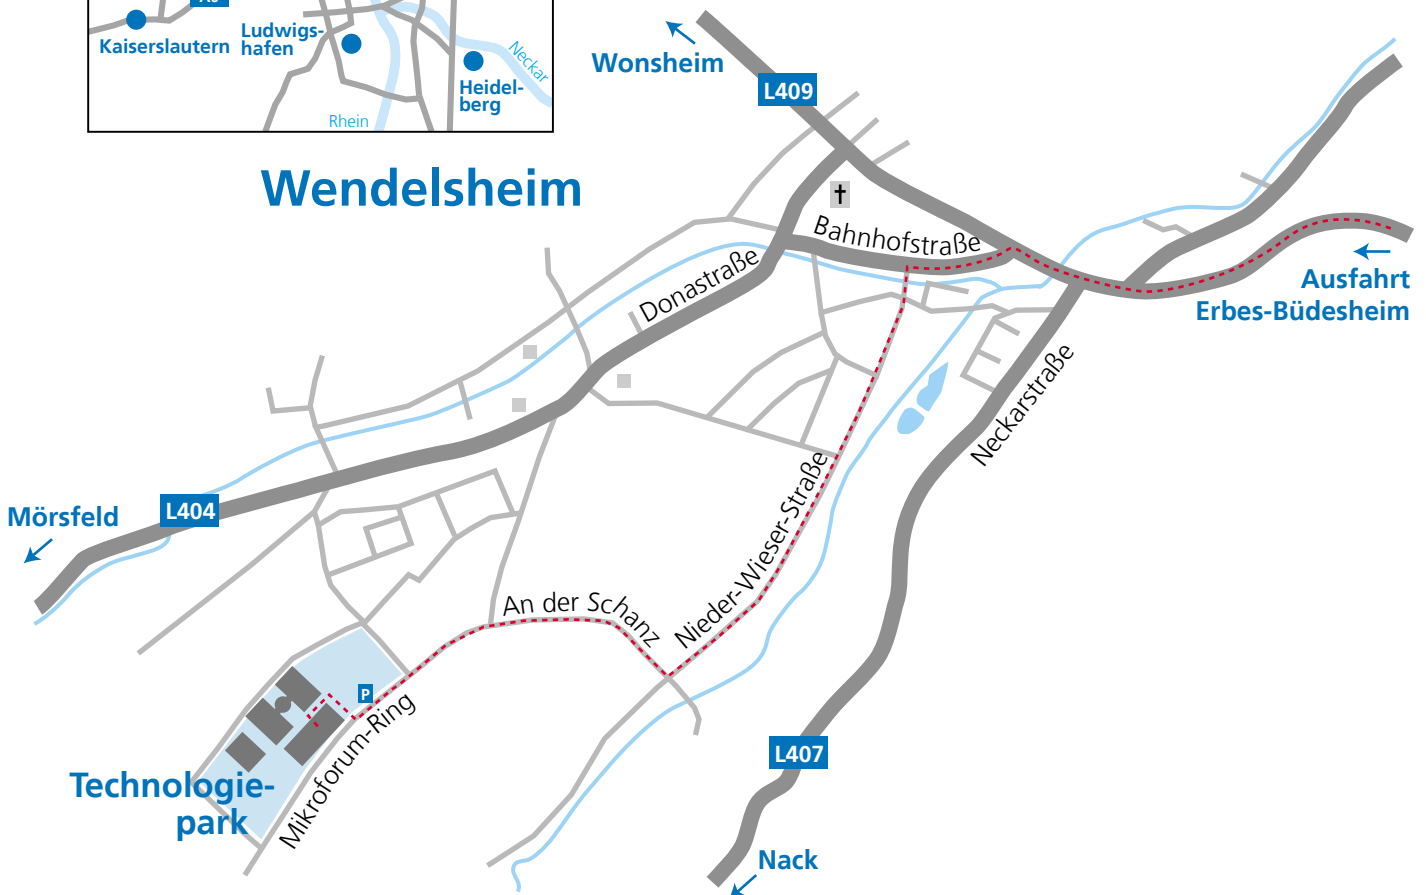 Kaiserslautern
Ludwigs-
hafen
Neckar
Heidel-
berg
Rhein
Wonsheim
L409
Wendelsheim
Bahnhofstraße
Donastraße
Ausfahrt
Erbes-Büdesheim
Neckarstraße
Mörsfeld
L404
Nieder-Wieser-Straße
An der Schanz
P
Mikroforum-Ring
Technologie-
park
L407
Nack